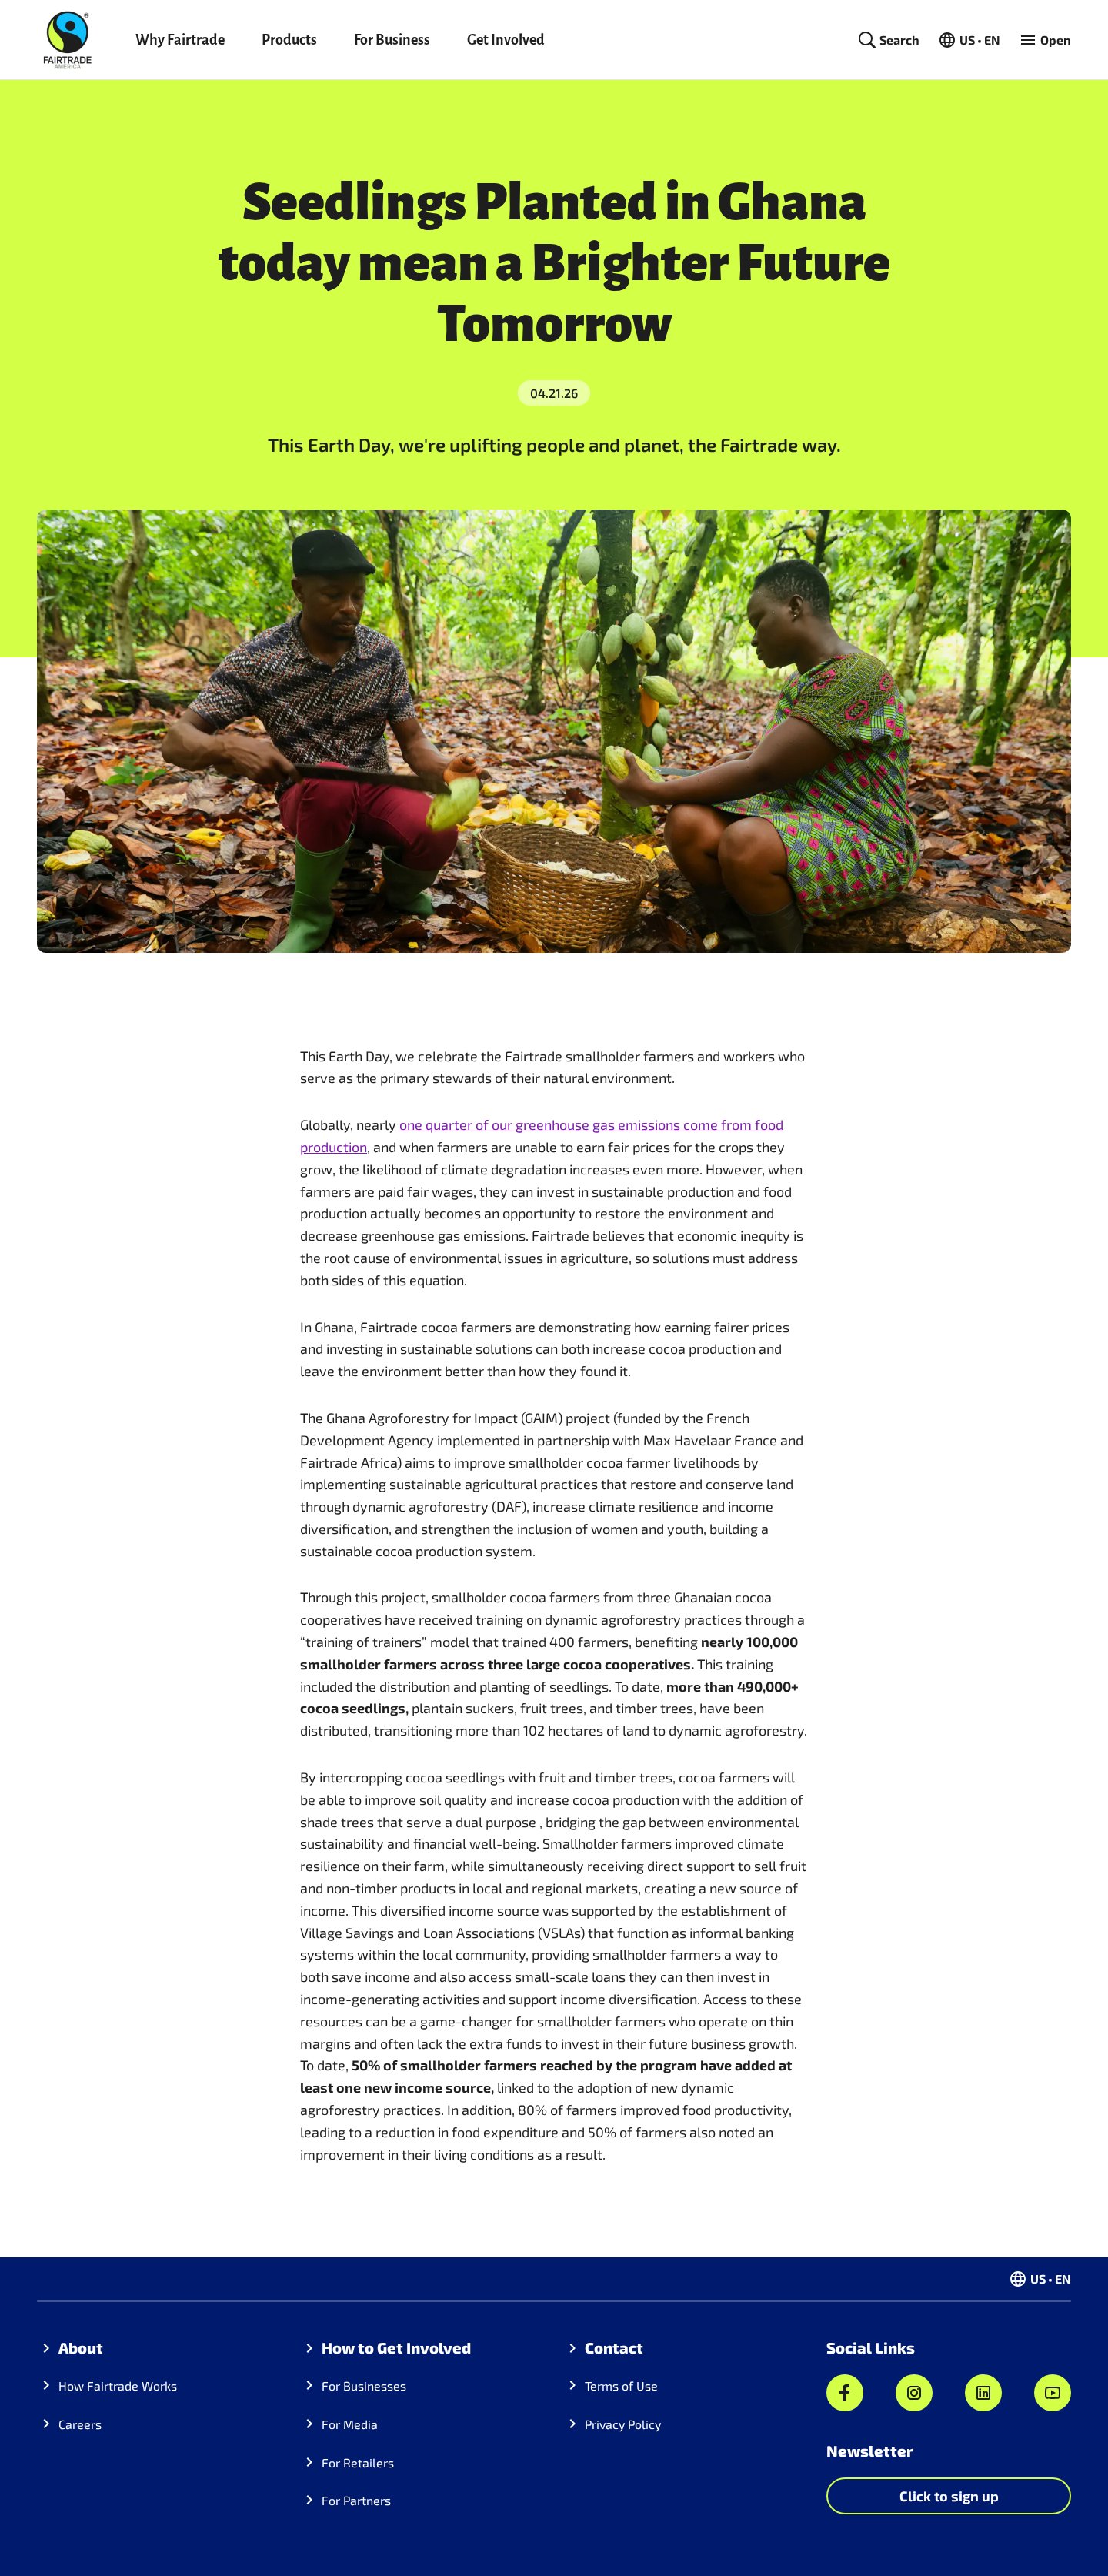 FAIRTRADE
AMERICA
®
Why Fairtrade
Products
For Business
Get Involved
Search
US • EN
Open
Seedlings Planted in Ghana
today mean a Brighter Future
Tomorrow
04.21.26
This Earth Day, we're uplifting people and planet, the Fairtrade way.
This Earth Day, we celebrate the Fairtrade smallholder farmers and workers who
serve as the primary stewards of their natural environment.
Globally, nearly one quarter of our greenhouse gas emissions come from food
production, and when farmers are unable to earn fair prices for the crops they
grow, the likelihood of climate degradation increases even more. However, when
farmers are paid fair wages, they can invest in sustainable production and food
production actually becomes an opportunity to restore the environment and
decrease greenhouse gas emissions. Fairtrade believes that economic inequity is
the root cause of environmental issues in agriculture, so solutions must address
both sides of this equation.
In Ghana, Fairtrade cocoa farmers are demonstrating how earning fairer prices
and investing in sustainable solutions can both increase cocoa production and
leave the environment better than how they found it.
The Ghana Agroforestry for Impact (GAIM) project (funded by the French
Development Agency implemented in partnership with Max Havelaar France and
Fairtrade Africa) aims to improve smallholder cocoa farmer livelihoods by
implementing sustainable agricultural practices that restore and conserve land
through dynamic agroforestry (DAF), increase climate resilience and income
diversification, and strengthen the inclusion of women and youth, building a
sustainable cocoa production system.
Through this project, smallholder cocoa farmers from three Ghanaian cocoa
cooperatives have received training on dynamic agroforestry practices through a
“training of trainers” model that trained 400 farmers, benefiting nearly 100,000
smallholder farmers across three large cocoa cooperatives. This training
included the distribution and planting of seedlings. To date, more than 490,000+
cocoa seedlings, plantain suckers, fruit trees, and timber trees, have been
distributed, transitioning more than 102 hectares of land to dynamic agroforestry.
By intercropping cocoa seedlings with fruit and timber trees, cocoa farmers will
be able to improve soil quality and increase cocoa production with the addition of
shade trees that serve a dual purpose , bridging the gap between environmental
sustainability and financial well-being. Smallholder farmers improved climate
resilience on their farm, while simultaneously receiving direct support to sell fruit
and non-timber products in local and regional markets, creating a new source of
income. This diversified income source was supported by the establishment of
Village Savings and Loan Associations (VSLAs) that function as informal banking
systems within the local community, providing smallholder farmers a way to
both save income and also access small-scale loans they can then invest in
income-generating activities and support income diversification. Access to these
resources can be a game-changer for smallholder farmers who operate on thin
margins and often lack the extra funds to invest in their future business growth.
To date, 50% of smallholder farmers reached by the program have added at
least one new income source, linked to the adoption of new dynamic
agroforestry practices. In addition, 80% of farmers improved food productivity,
leading to a reduction in food expenditure and 50% of farmers also noted an
improvement in their living conditions as a result.
US • EN
About
How Fairtrade Works
Careers
How to Get Involved
For Businesses
For Media
For Retailers
For Partners
Contact
Terms of Use
Privacy Policy
Social Links
Newsletter
Click to sign up